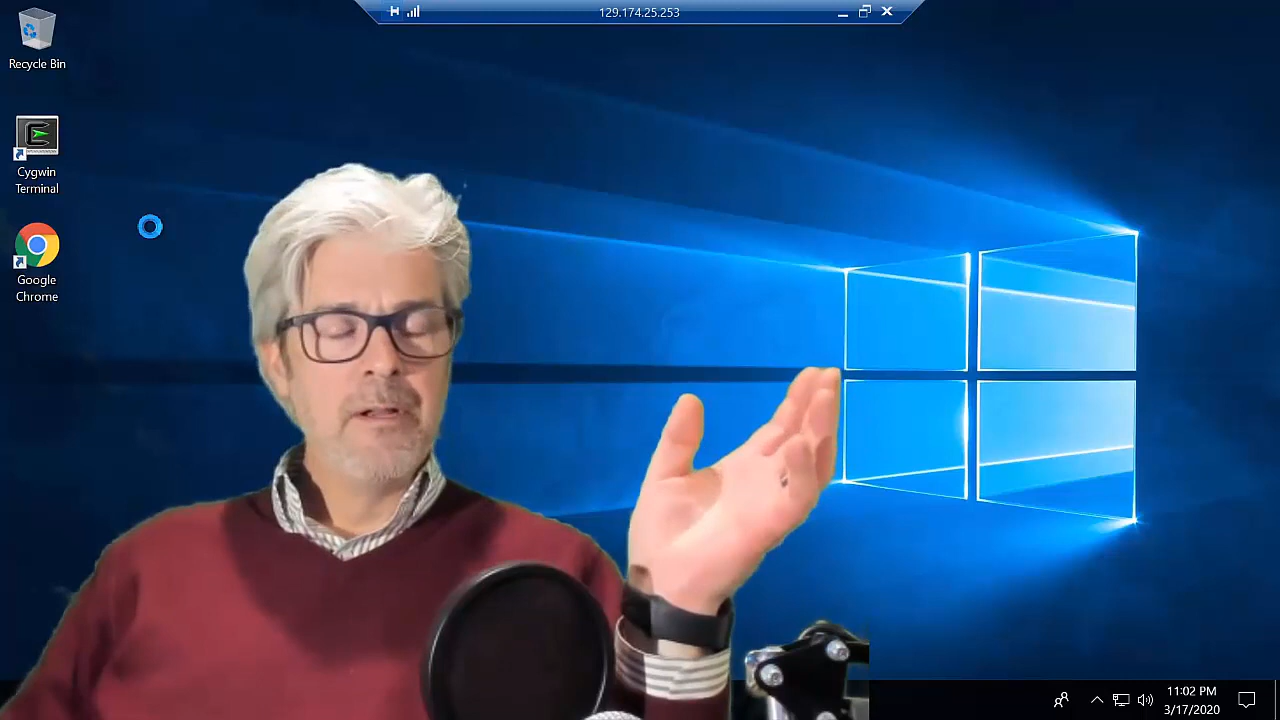 129.174.25.253
Recycle Bin
Cygwin
Terminal
Google
Chrome
11:02 PM
3/17/2020